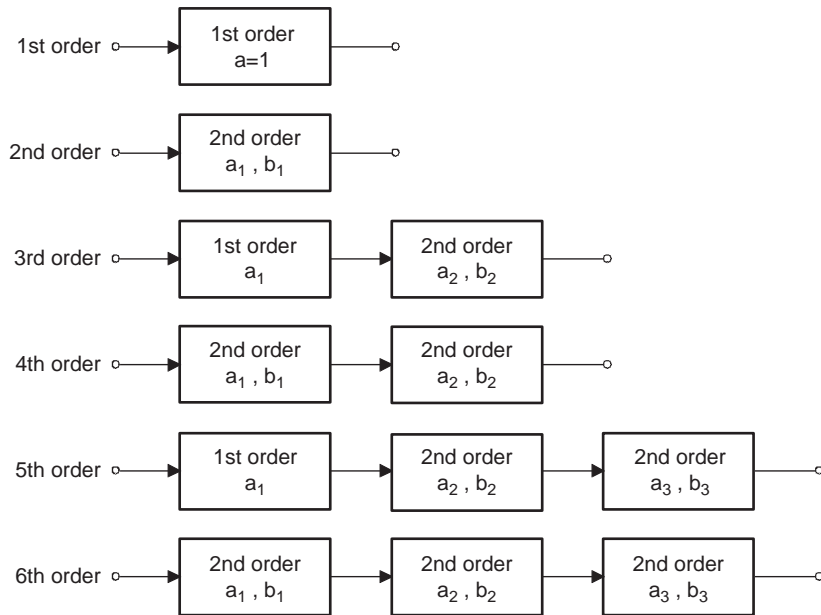 1st order
1st order
a=1
2nd order
2nd order
a₁ , b₁
3rd order
1st order
a₁
2nd order
a₂ , b₂
4th order
2nd order
a₁ , b₁
2nd order
a₂ , b₂
5th order
1st order
a₁
2nd order
a₂ , b₂
2nd order
a₃ , b₃
6th order
2nd order
a₁ , b₁
2nd order
a₂ , b₂
2nd order
a₃ , b₃